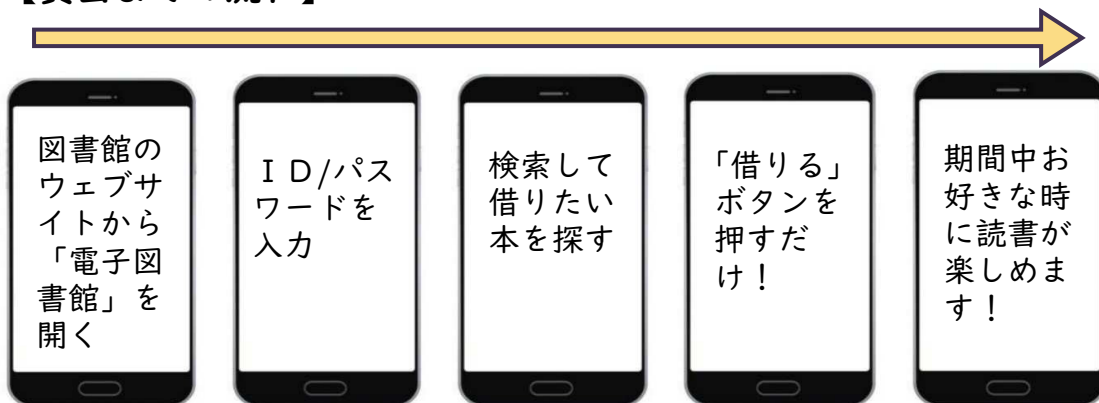 図書館の
ウェブサ
イトから
「電子図
書館」を
開く
ＩＤ/パス
ワードを
入力
検索して
借りたい
本を探す
「借りる」
ボタンを
押すだ
け！
期間中お
好きな時
に読書が
楽しめま
す！